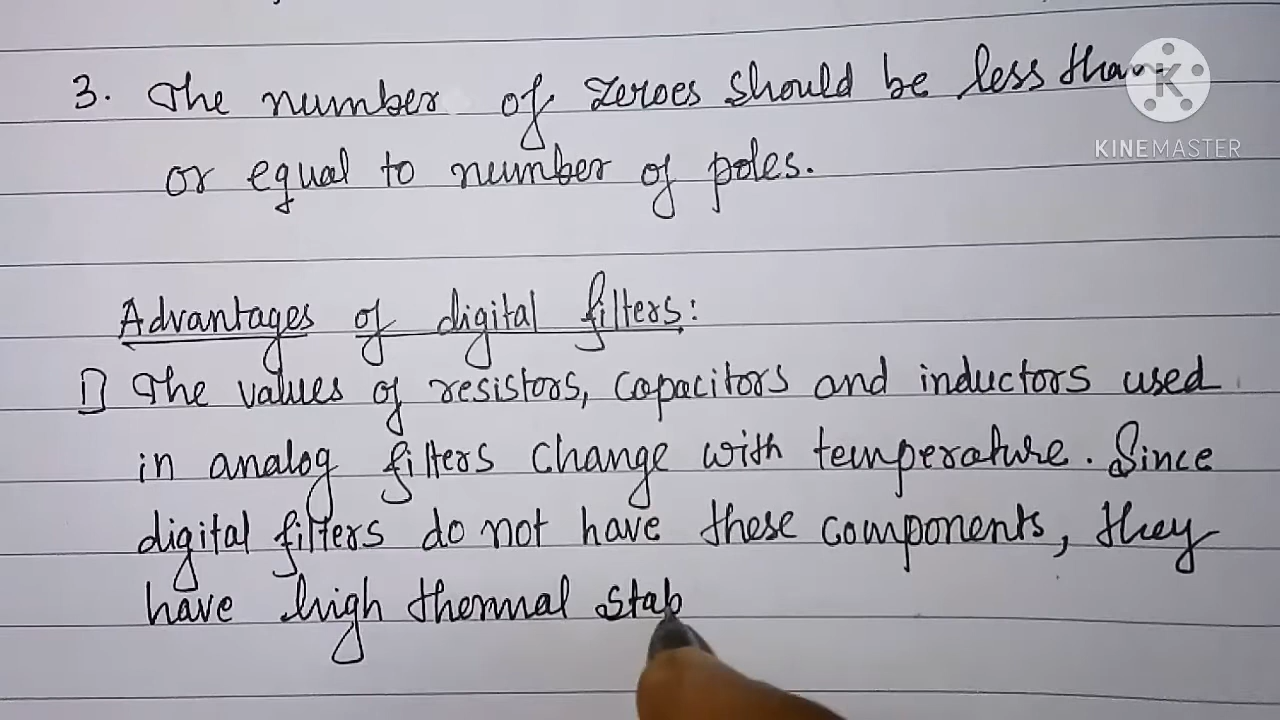 3. The number of zeroes should be less than
or equal to number of poles.
Advantages of digital filters:
1] The values of resistors, capacitors and inductors used
in analog filters change with temperature. Since
digital filters do not have these components, they
have high thermal stab
K
KINEMASTER